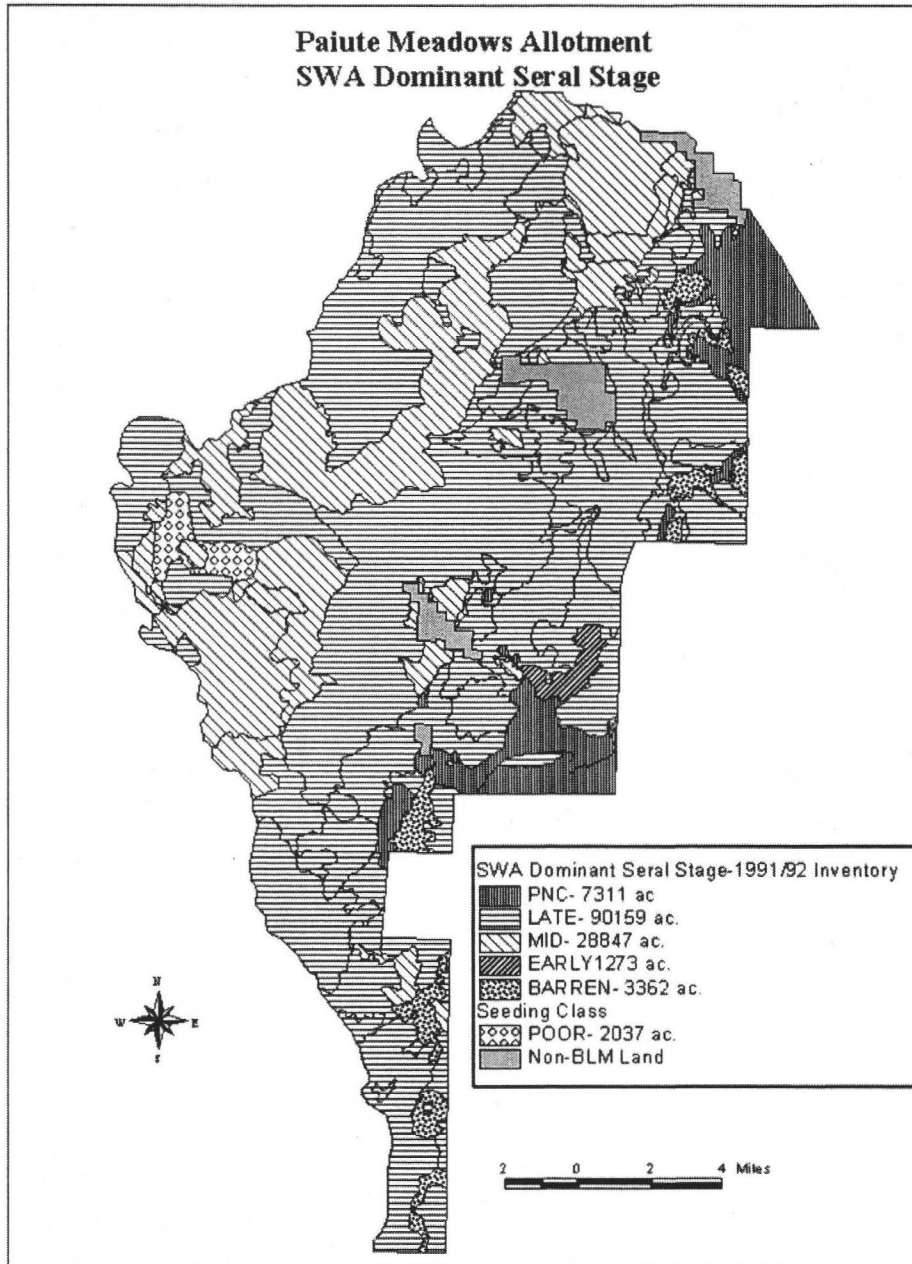 Paiute Meadows Allotment
SWA Dominant Seral Stage
SWA Dominant Seral Stage-1991/92 Inventory
PNC- 7311 ac
LATE- 90159 ac.
MID- 28847 ac.
EARLY1273 ac.
BARREN- 3362 ac.
Seeding Class
POOR- 2037 ac.
Non-BLM Land
N
W E
S
2 0 2 4 Miles